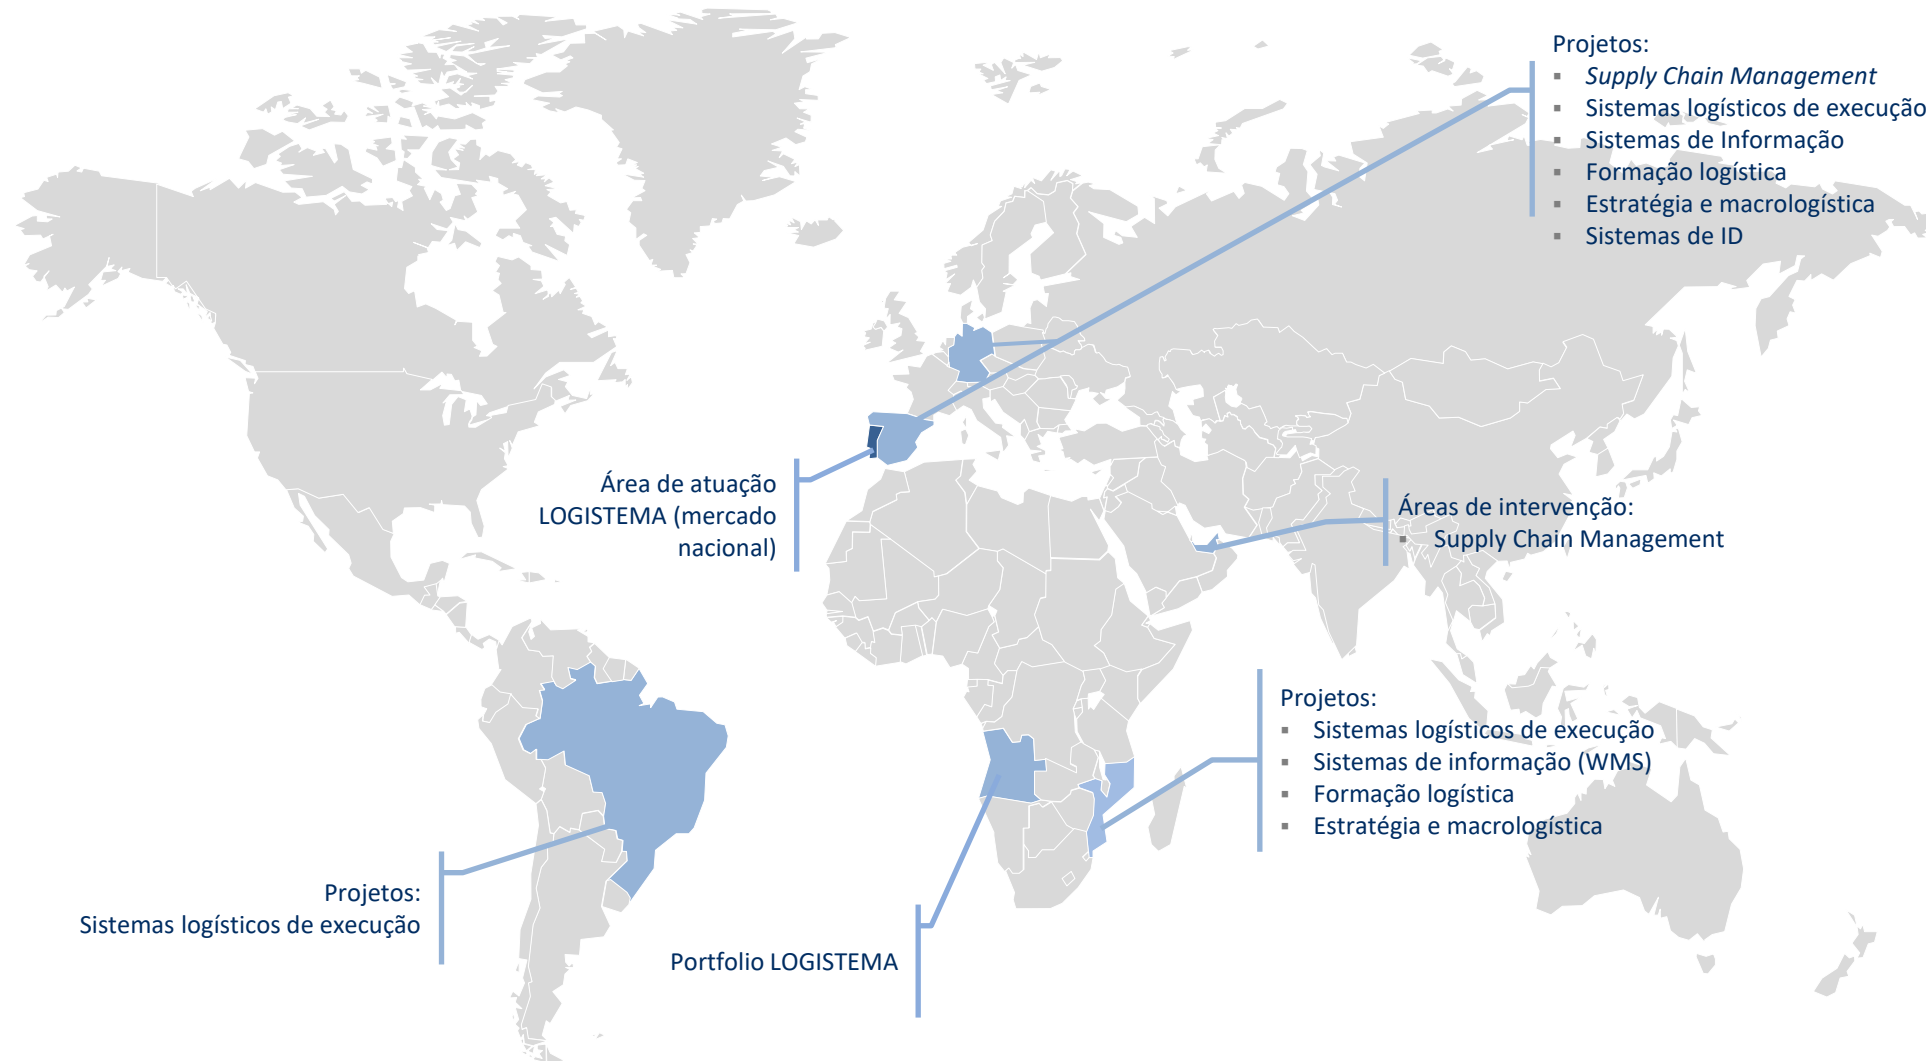 Projetos:
▪ Supply Chain Management
▪ Sistemas logísticos de execução
▪ Sistemas de Informação
▪ Formação logística
▪ Estratégia e macrologística
▪ Sistemas de ID
Área de atuação
LOGISTEMA (mercado
nacional)
Áreas de intervenção:
▪ Supply Chain Management
Projetos:
▪ Sistemas logísticos de execução
▪ Sistemas de informação (WMS)
▪ Formação logística
▪ Estratégia e macrologística
Projetos:
Sistemas logísticos de execução
Portfolio LOGISTEMA